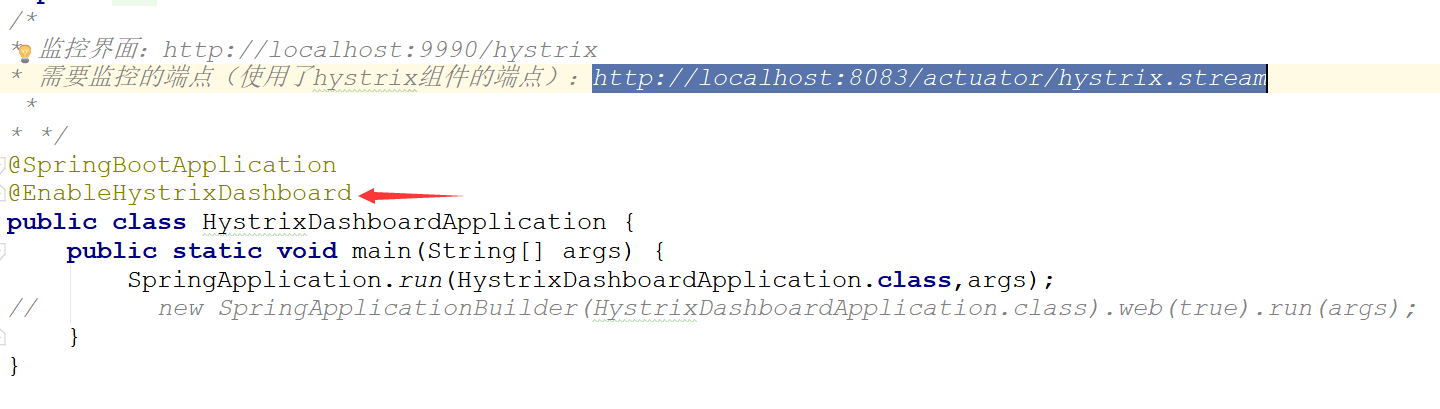 /*
* 监控界面：http://localhost:9990/hystrix
* 需要监控的端点（使用了hystrix组件的端点）：http://localhost:8083/actuator/hystrix.stream
*
* */
@SpringBootApplication
@EnableHystrixDashboard
public class HystrixDashboardApplication {
public static void main(String[] args) {
SpringApplication.run(HystrixDashboardApplication.class,args);
// new SpringApplicationBuilder(HystrixDashboardApplication.class).web(true).run(args);
}
}